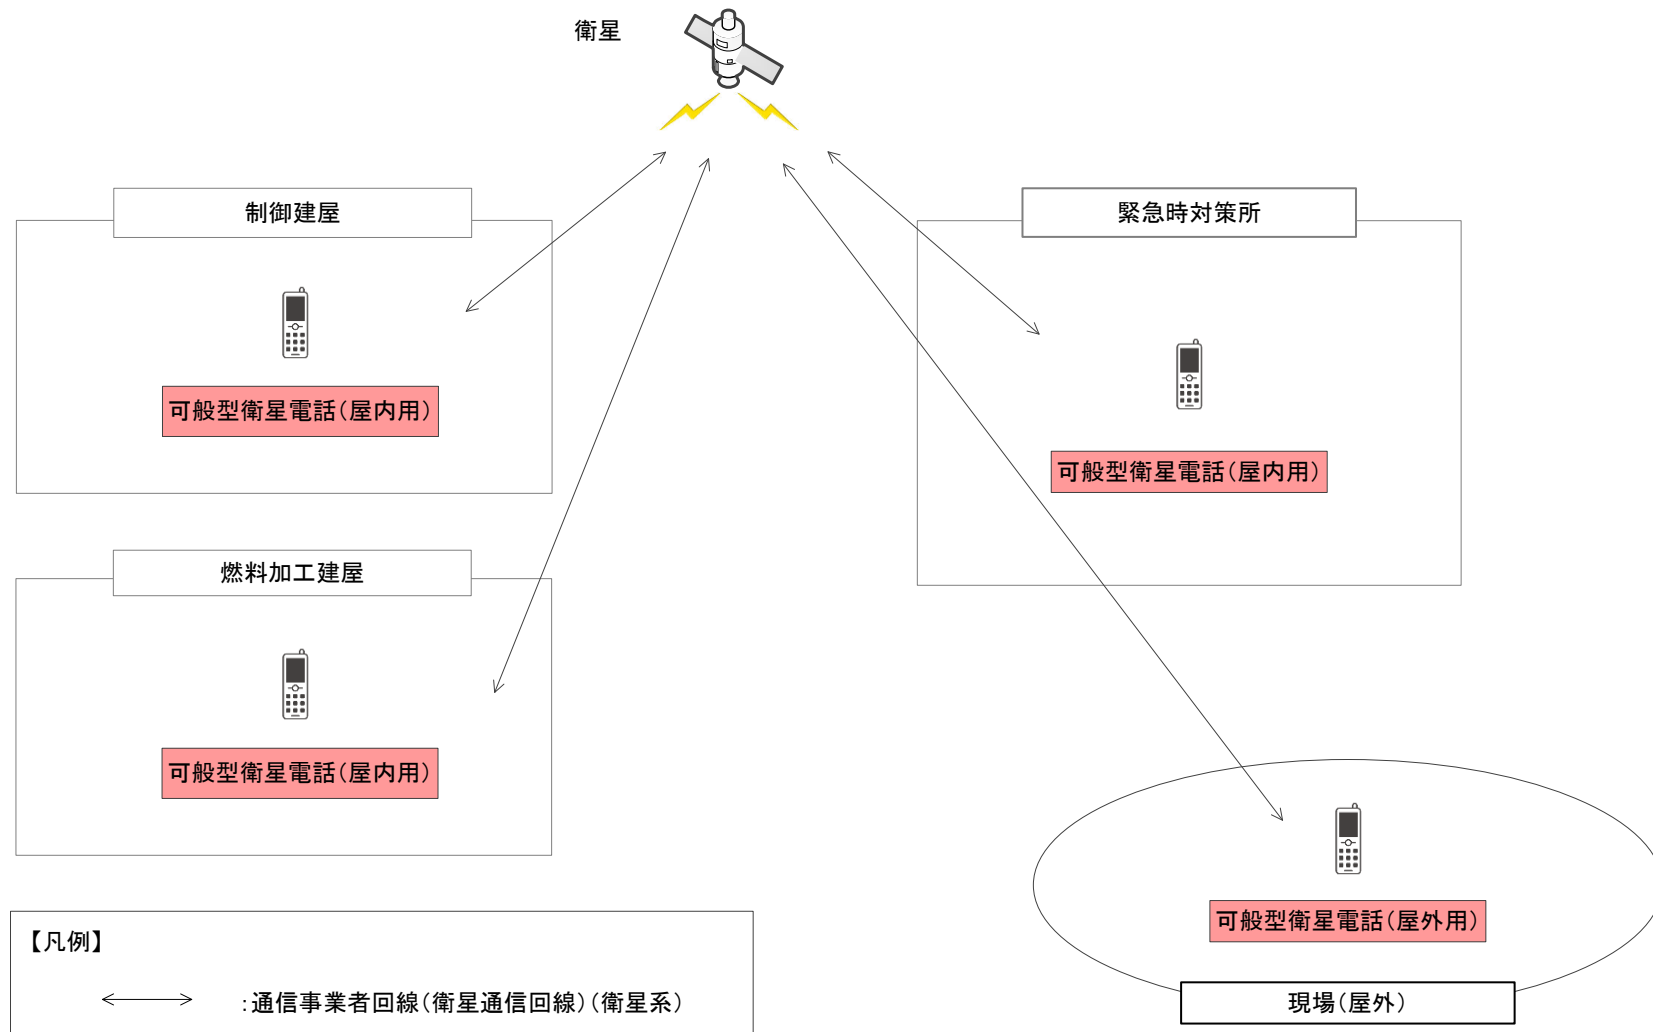 衛星
制御建屋
可般型衛星電話(屋内用)
燃料加工建屋
可般型衛星電話(屋内用)
緊急時対策所
可般型衛星電話(屋内用)
可般型衛星電話(屋外用)
現場(屋外)
【凡例】
:通信事業者回線(衛星通信回線)(衛星系)